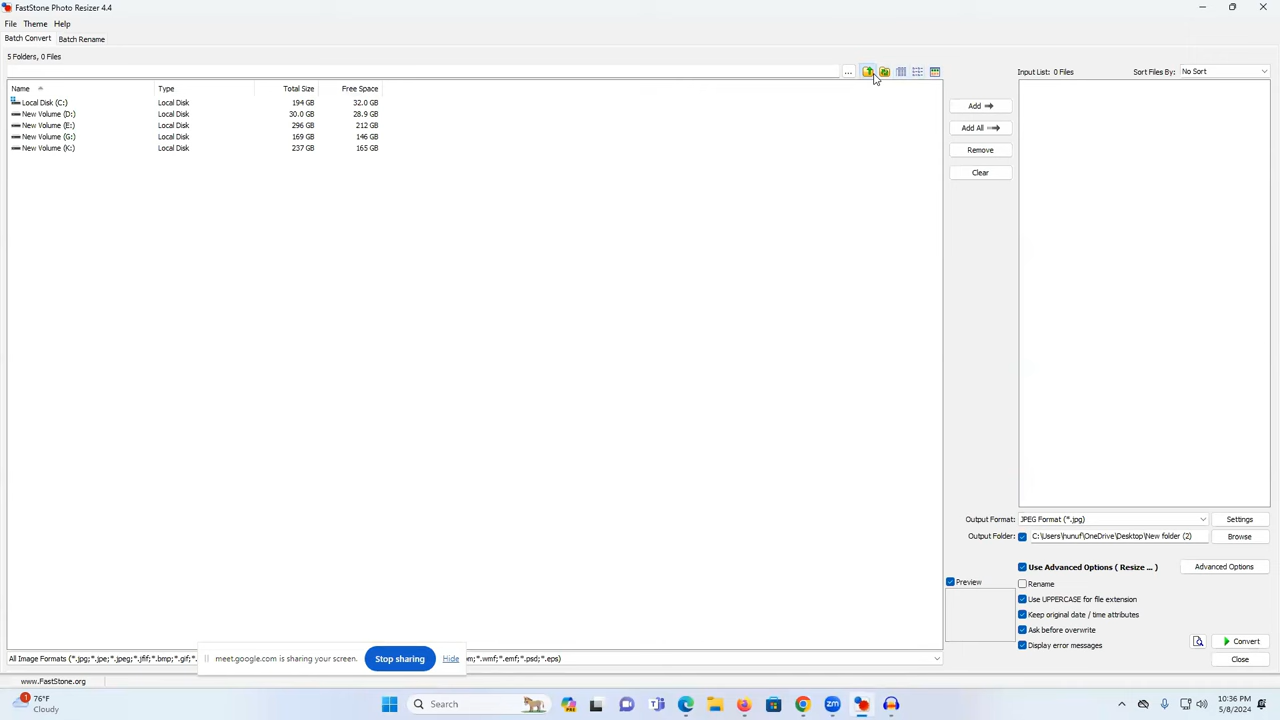 FastStone Photo Resizer 4.4
File Theme Help
Batch Convert Batch Rename
5 Folders, 0 Files
...
Input List: 0 Files Sort Files By: No Sort
Name Type Total Size Free Space
Local Disk (C:) Local Disk 194 GB 32.0 GB
New Volume (D:) Local Disk 30.0 GB 28.9 GB
New Volume (E:) Local Disk 296 GB 212 GB
New Volume (G:) Local Disk 169 GB 146 GB
New Volume (K:) Local Disk 237 GB 165 GB
Add
Add All
Remove
Clear
Output Format: JPEG Format (*.jpg) Settings
Output Folder: C:\Users\hunuf\OneDrive\Desktop\New folder (2) Browse
Use Advanced Options ( Resize ... ) Advanced Options
Preview
Rename
Use UPPERCASE for file extension
Keep original date / time attributes
Ask before overwrite
Display error messages
Convert
Close
All Image Formats (*.jpg;*.jpe;*.jpeg;*.jfif;*.bmp;*.gif;*. om;*.wmf;*.emf;*.psd;*.eps)
meet.google.com is sharing your screen. Stop sharing Hide
www.FastStone.org
1
76°F
Cloudy
Search
zm
10:36 PM
5/8/2024